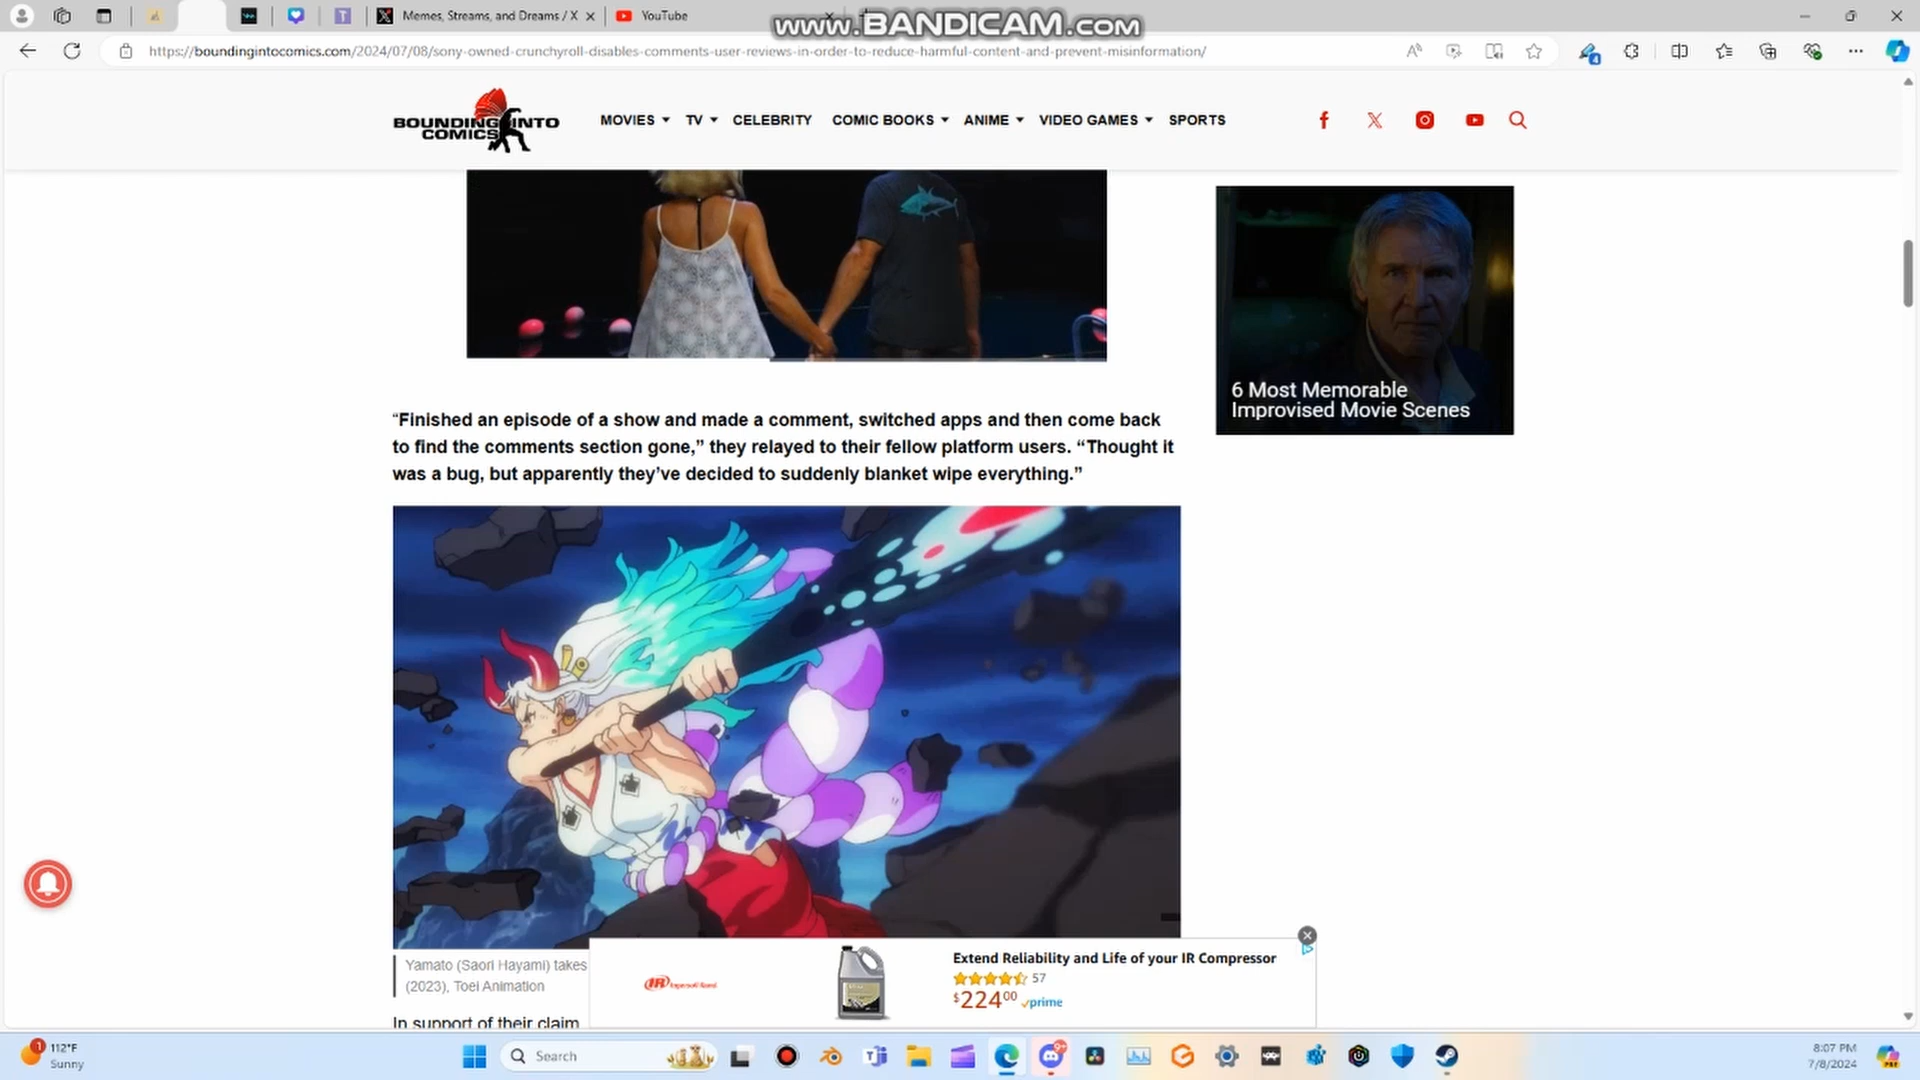 www.BANDICAM.com
Memes, Streams, and Dreams / X
YouTube
https://boundingintocomics.com/2024/07/08/sony-owned-crunchyroll-disables-comments-user-reviews-in-order-to-reduce-harmful-content-and-prevent-misinformation/
BOUNDING INTO
COMICS
MOVIES TV CELEBRITY COMIC BOOKS ANIME VIDEO GAMES SPORTS
6 Most Memorable
Improvised Movie Scenes
“Finished an episode of a show and made a comment, switched apps and then come back
to find the comments section gone,” they relayed to their fellow platform users. “Thought it
was a bug, but apparently they’ve decided to suddenly blanket wipe everything.”
Yamato (Saori Hayami) takes
(2023), Toei Animation
In support of their claim
IR Ingersoll Rand
Extend Reliability and Life of your IR Compressor
57
$224.00 prime
112°F
Sunny
Search
9+
8:07 PM
7/8/2024